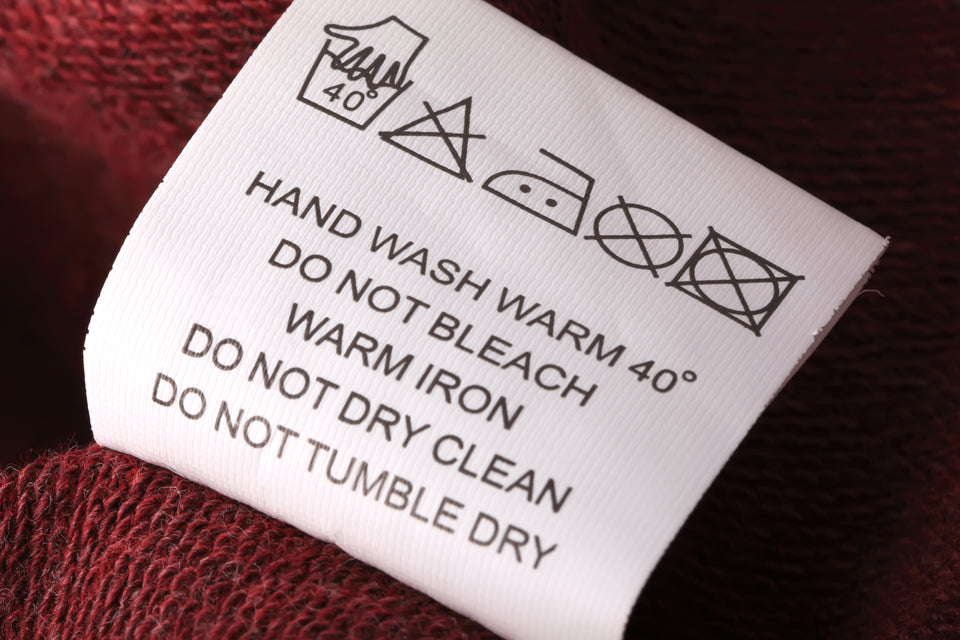 40°
HAND WASH WARM 40°
DO NOT BLEACH
WARM IRON
DO NOT DRY CLEAN
DO NOT TUMBLE DRY